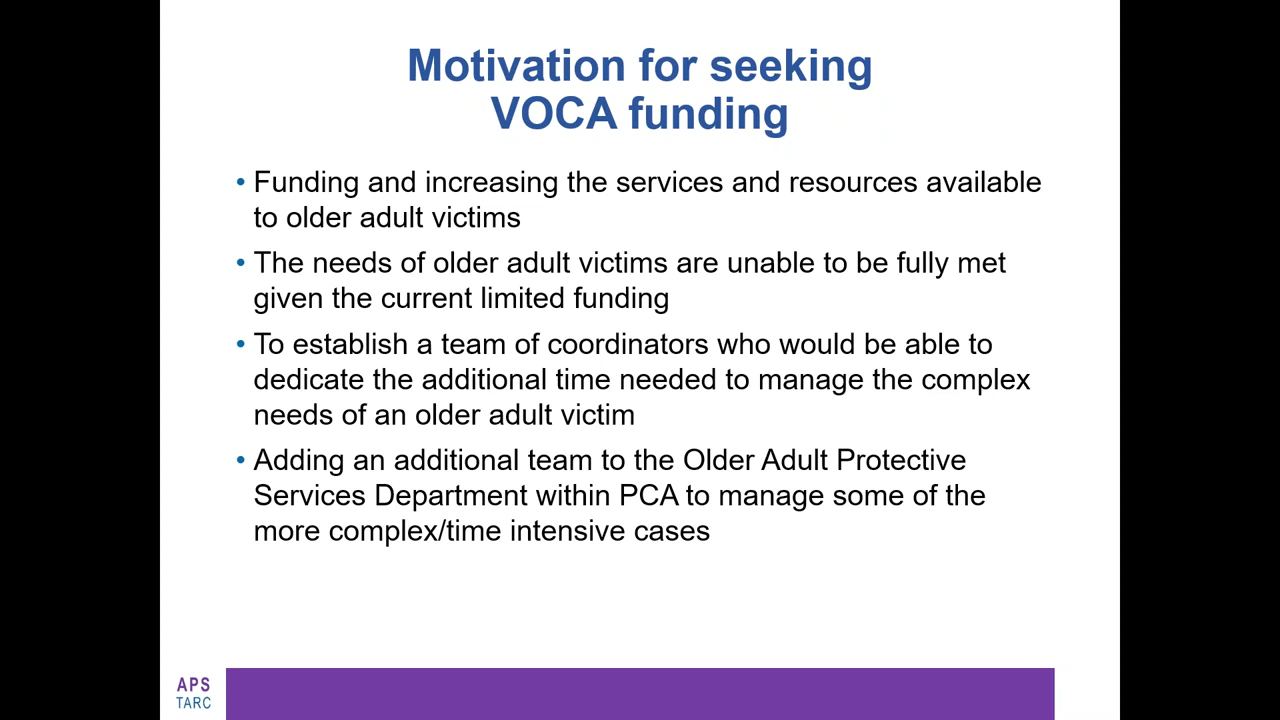 Motivation for seeking
VOCA funding
• Funding and increasing the services and resources available
to older adult victims
• The needs of older adult victims are unable to be fully met
given the current limited funding
• To establish a team of coordinators who would be able to
dedicate the additional time needed to manage the complex
needs of an older adult victim
• Adding an additional team to the Older Adult Protective
Services Department within PCA to manage some of the
more complex/time intensive cases
APS
TARC